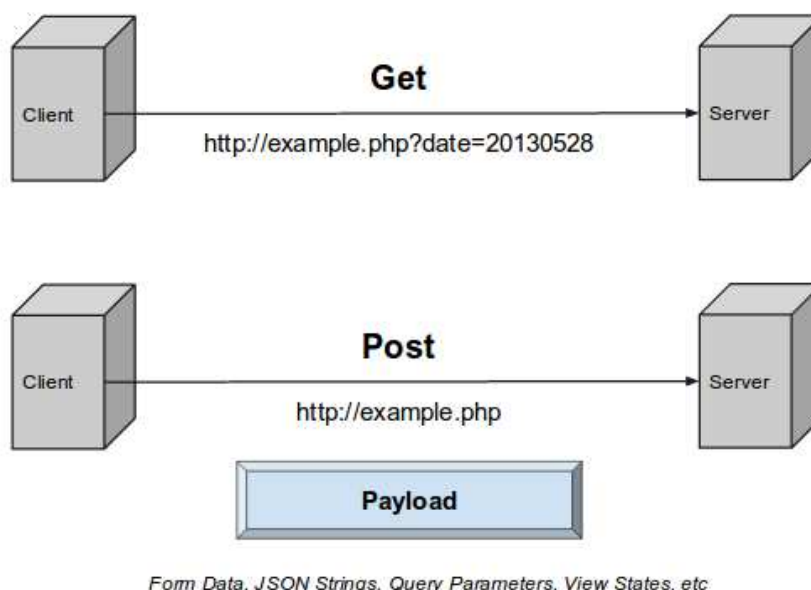 Get
Client
Server
http://example.php?date=20130528
Post
Client
Server
http://example.php
Payload
Form Data, JSON Strings, Query Parameters, View States, etc